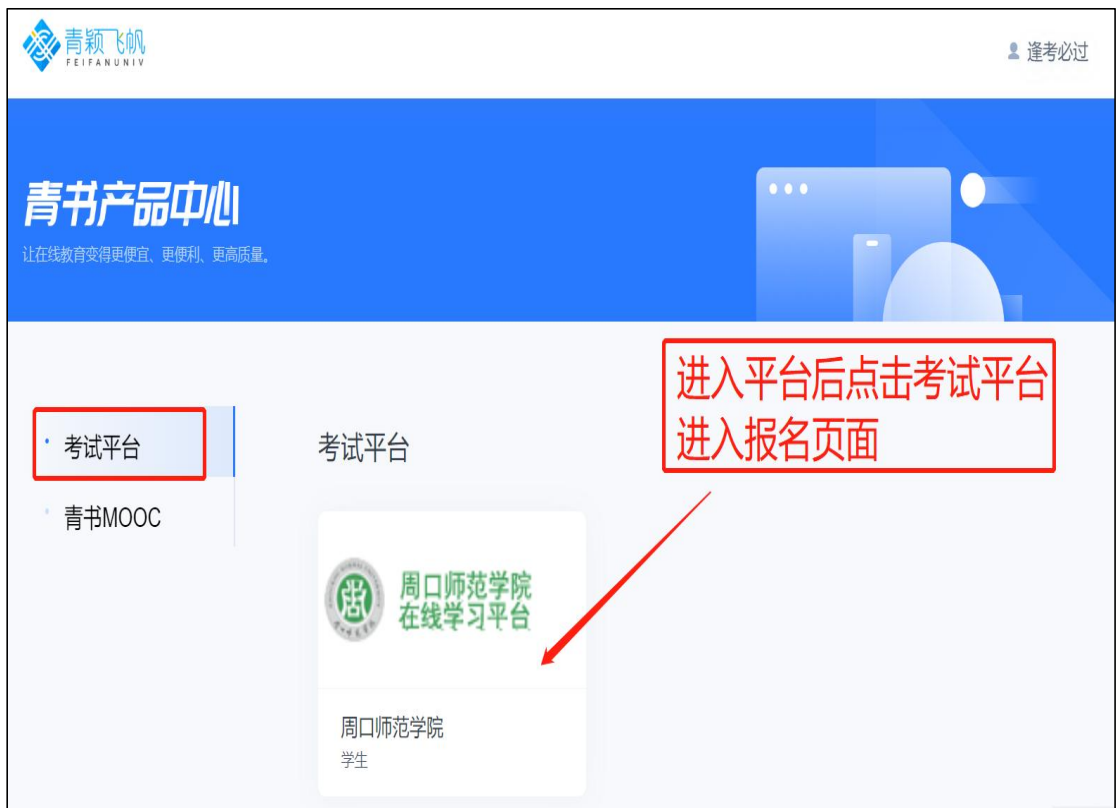 青颖飞帆
FEIFANUNIV
逢考必过
青书产品中心
让在线教育变得更便宜、更便利、更高质量。
进入平台后点击考试平台
进入报名页面
考试平台
考试平台
青书MOOC
周口师范学院
在线学习平台
周口师范学院
学生